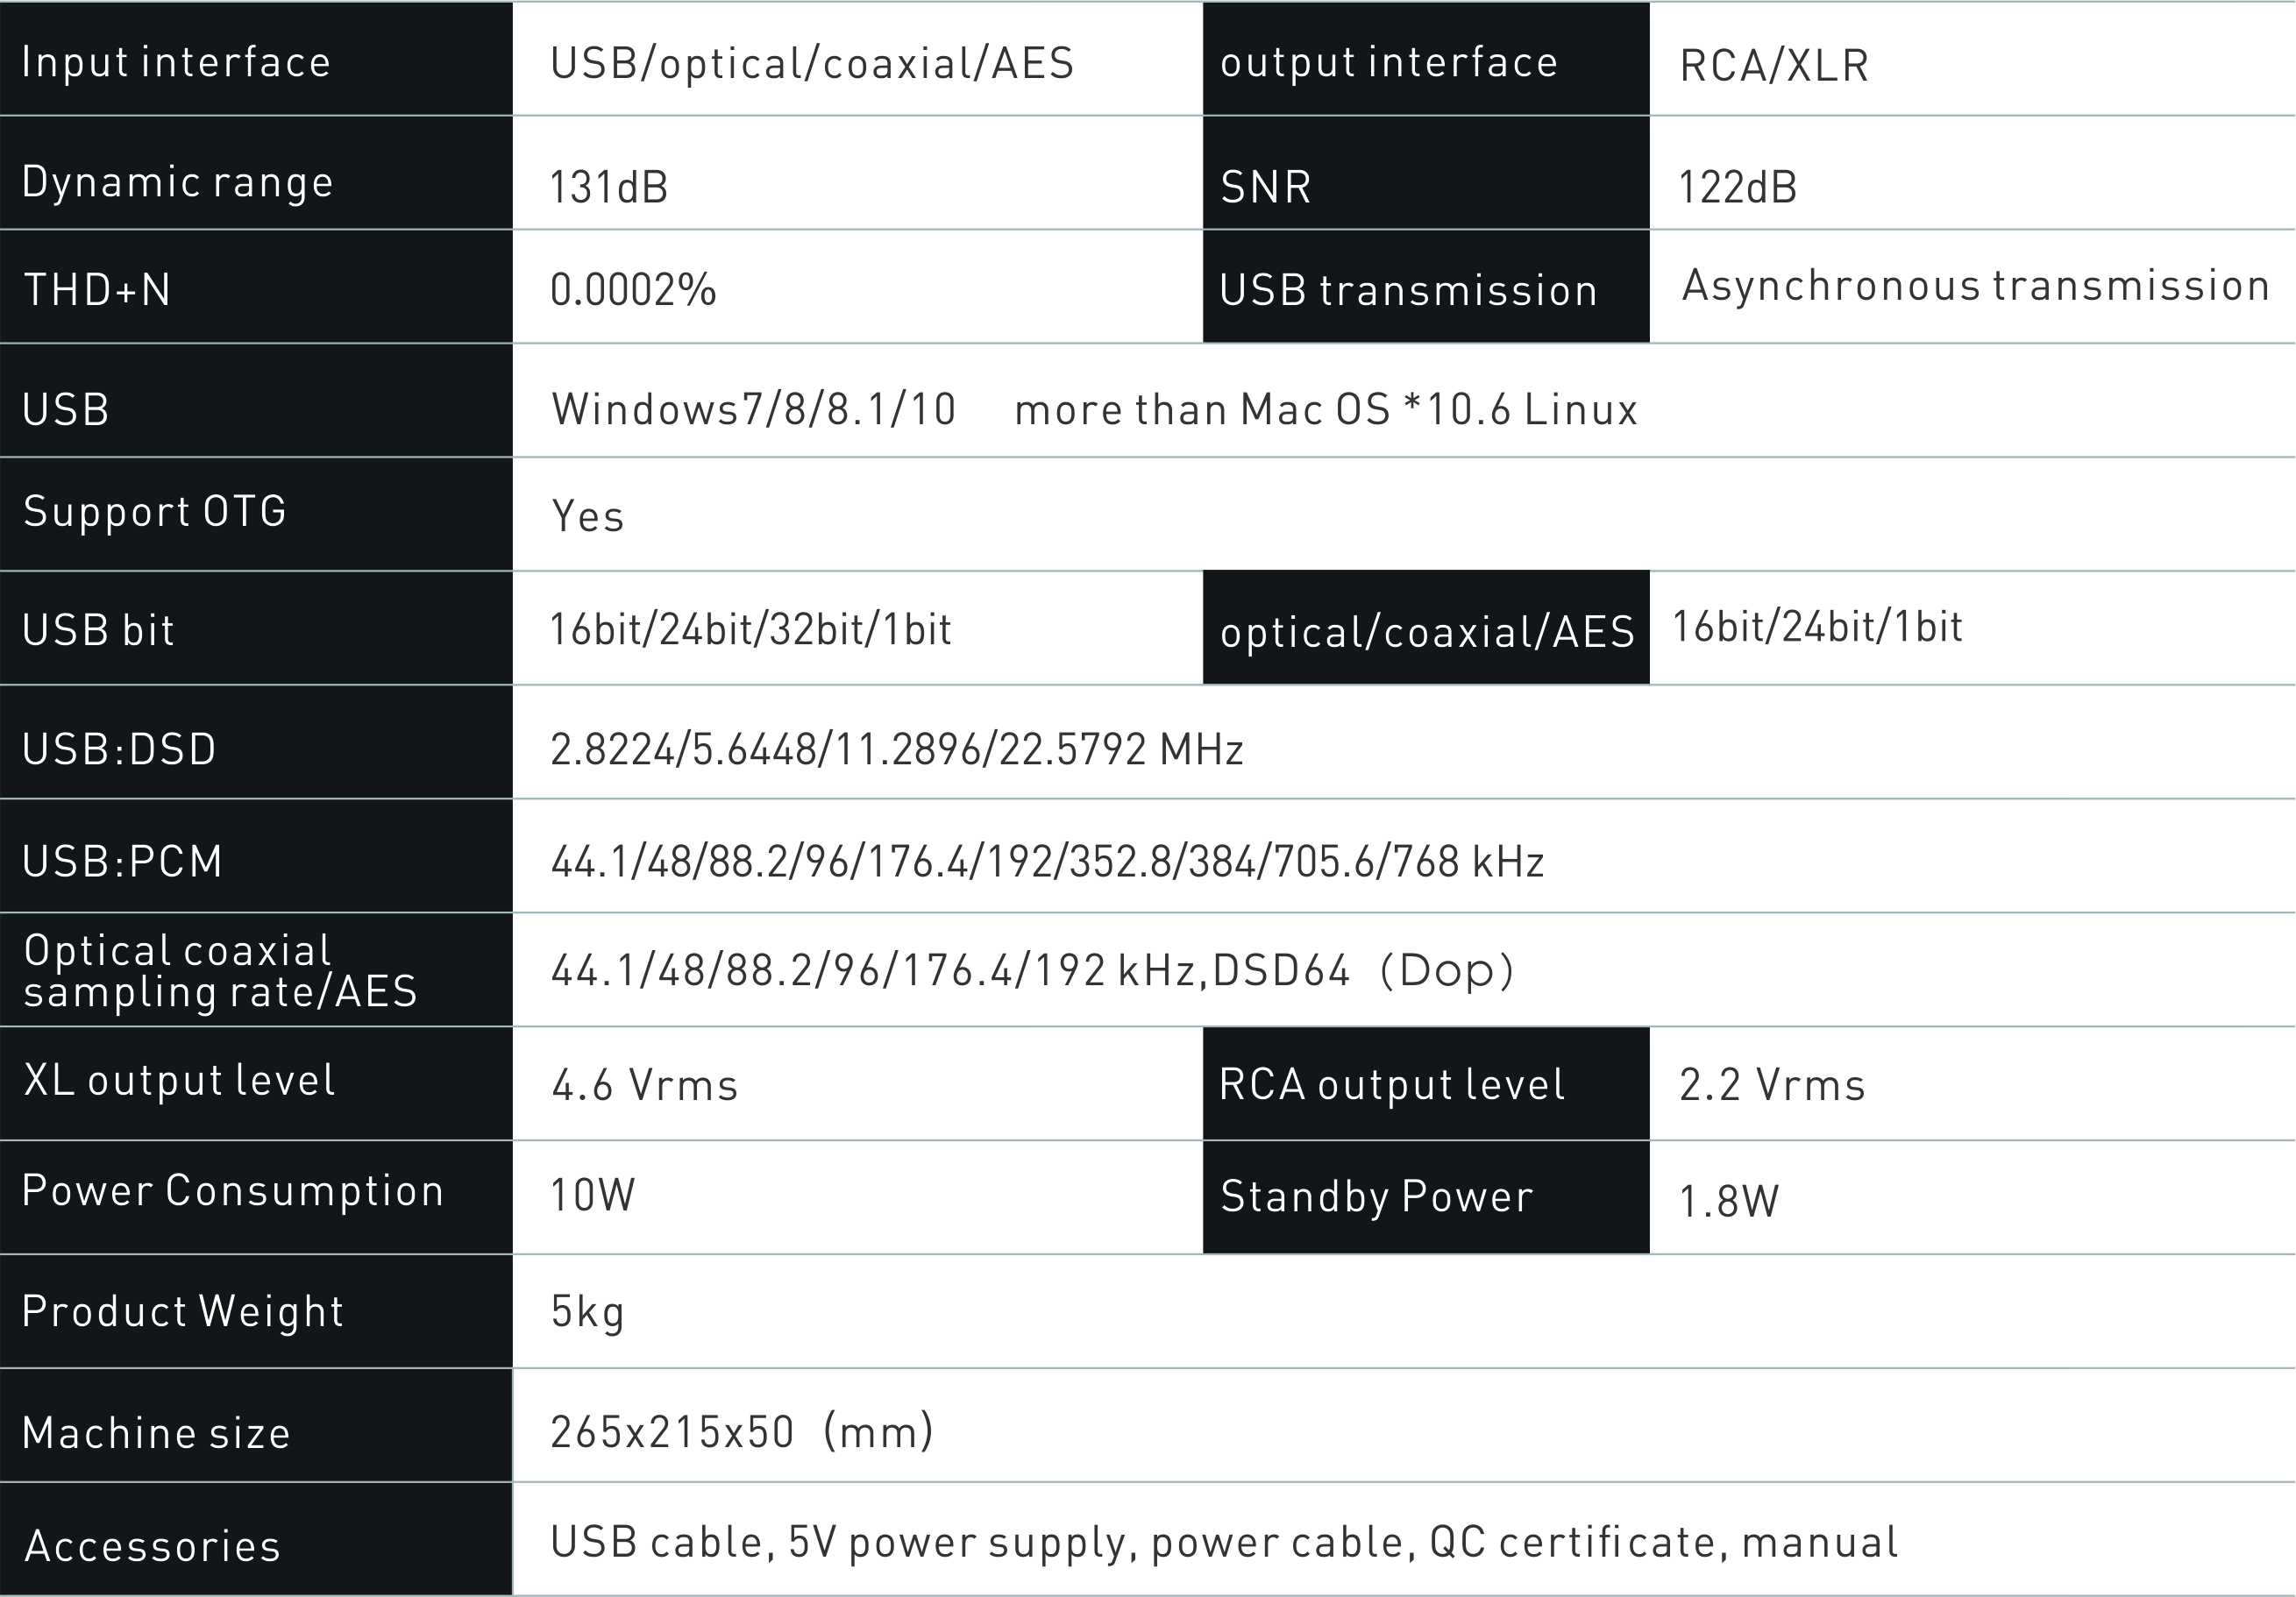 Input interface USB/optical/coaxial/AES output interface RCA/XLR
Dynamic range 131dB SNR 122dB
THD+N 0.0002% USB transmission Asynchronous transmission
USB Windows7/8/8.1/10 more than Mac OS *10.6 Linux
Support OTG Yes
USB bit 16bit/24bit/32bit/1bit optical/coaxial/AES 16bit/24bit/1bit
USB:DSD 2.8224/5.6448/11.2896/22.5792 MHz
USB:PCM 44.1/48/88.2/96/176.4/192/352.8/384/705.6/768 kHz
Optical coaxial
sampling rate/AES 44.1/48/88.2/96/176.4/192 kHz,DSD64 (Dop)
XL output level 4.6 Vrms RCA output level 2.2 Vrms
Power Consumption 10W Standby Power 1.8W
Product Weight 5kg
Machine size 265x215x50 (mm)
Accessories USB cable, 5V power supply, power cable, QC certificate, manual